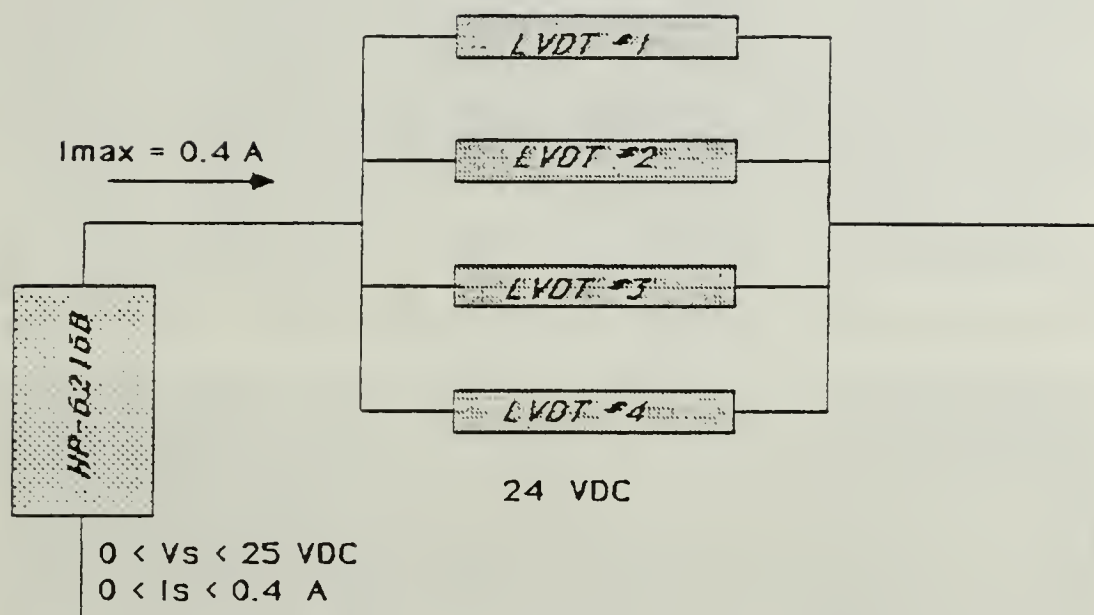 LVDT #1
Imax = 0.4 A
LVDT #2
LVDT #3
HP-6216B
LVDT #4
24 VDC
0 < Vs < 25 VDC
0 < Is < 0.4 A